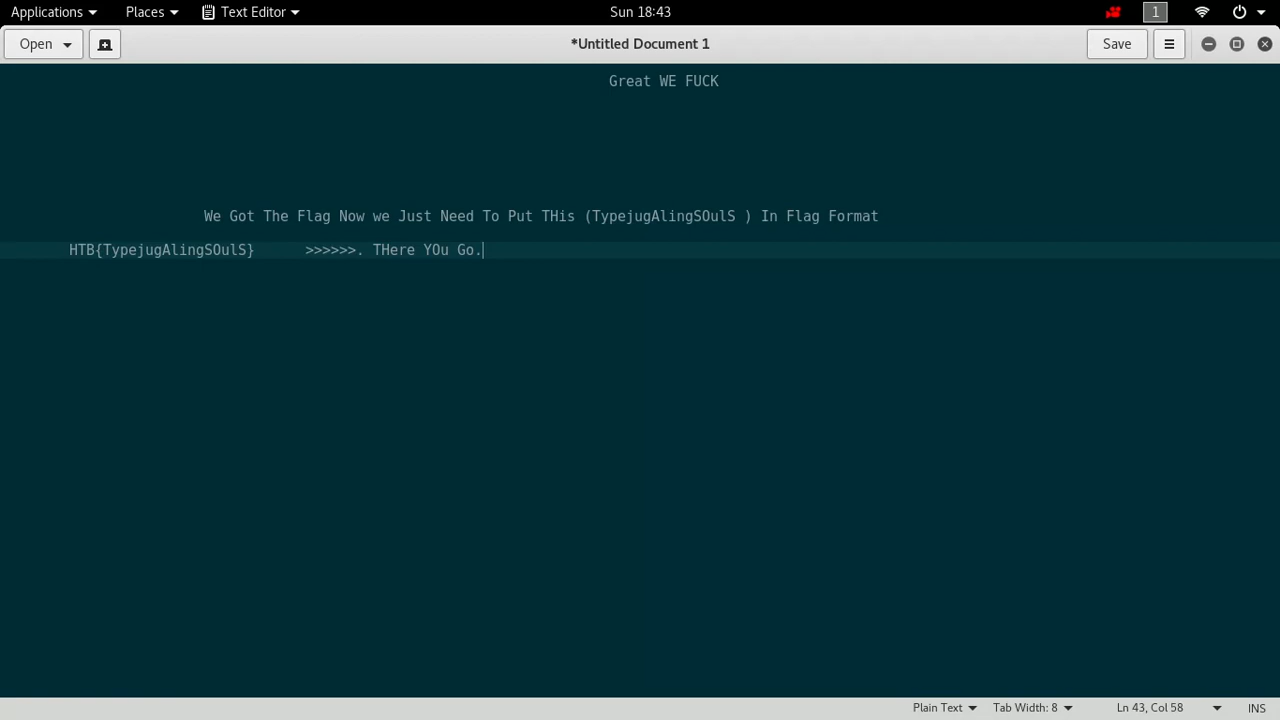 Applications Places Text Editor Sun 18:43 1
Open *Untitled Document 1 Save
Great WE FUCK
We Got The Flag Now we Just Need To Put THis (TypejugAlingSOulS ) In Flag Format
HTB{TypejugAlingSOulS} >>>>>>. THere YOu Go.
Plain Text Tab Width: 8 Ln 43, Col 58 INS